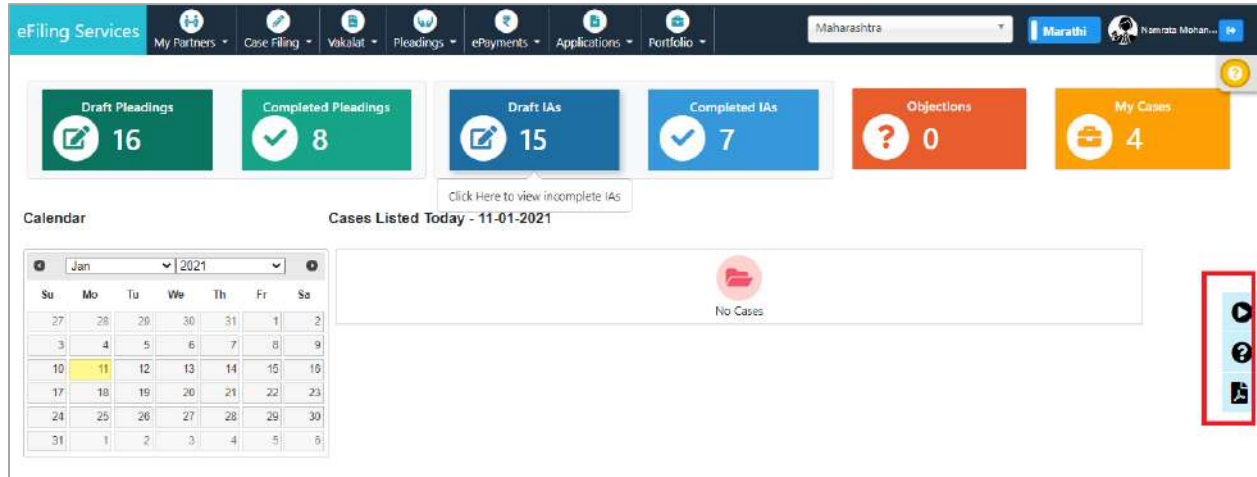 eFiling Services
My Partners
Case Filing
Vakalat
Pleadings
ePayments
Applications
Portfolio
Maharashtra
Marathi
Namrata Mohan...
Draft Pleadings
16
Completed Pleadings
8
Draft IAs
15
Completed IAs
7
Objections
0
My Cases
4
Click Here to view incomplete IAs
Calendar
Cases Listed Today - 11-01-2021
Jan 2021
Su Mo Tu We Th Fr Sa
27 28 29 30 31 1 2
3 4 5 6 7 8 9
10 11 12 13 14 15 16
17 18 19 20 21 22 23
24 25 26 27 28 29 30
31 1 2 3 4 5 6
No Cases